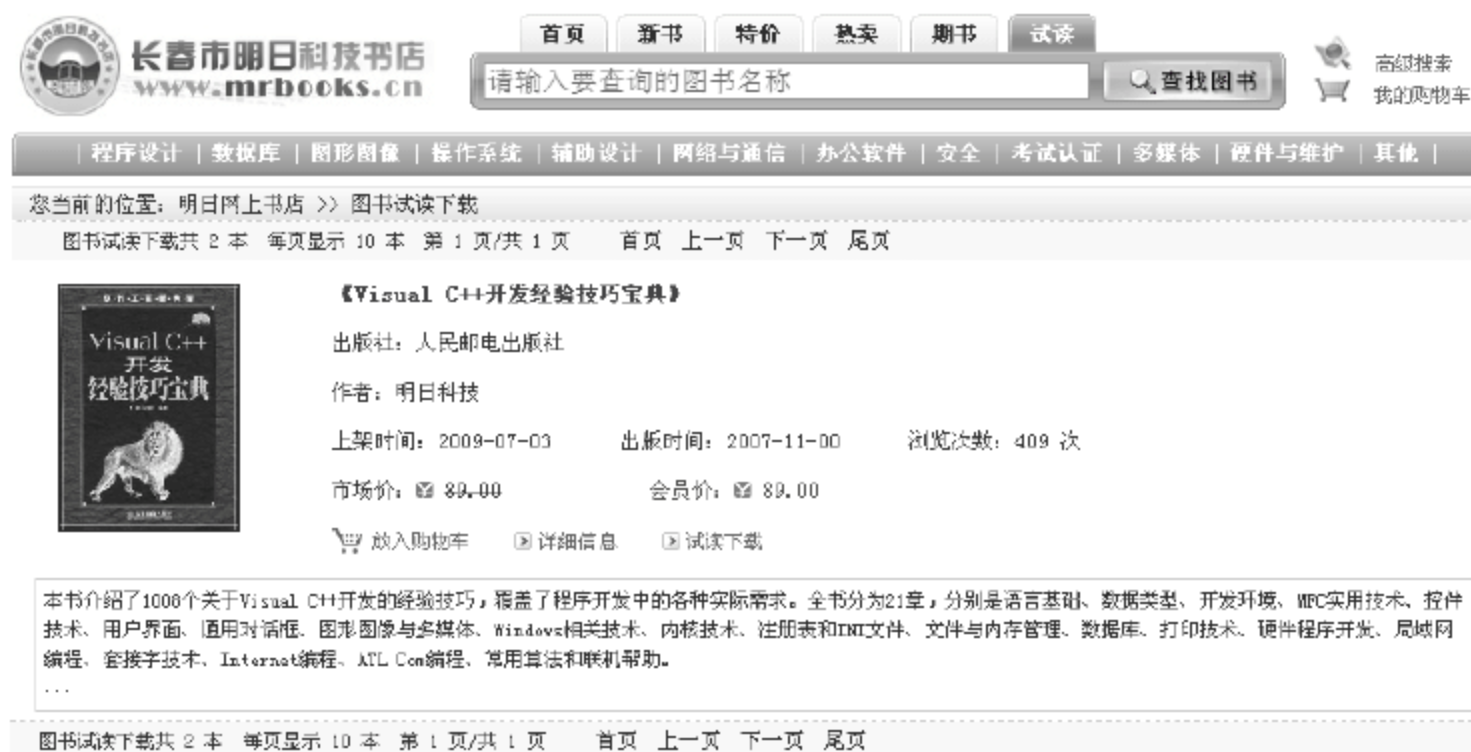 首页 新书 特价 热卖 期书 试读
长春市明日科技书店
www.mrbooks.cn
请输入要查询的图书名称
查找图书
高级搜索
我的购物车
| 程序设计 | 数据库 | 图形图像 | 操作系统 | 辅助设计 | 网络与通信 | 办公软件 | 安全 | 考试认证 | 多媒体 | 硬件与维护 | 其他 |
您当前的位置：明日网上书店 >> 图书试读下载
图书试读下载共 2 本 每页显示 10 本 第 1 页/共 1 页 首页 上一页 下一页 尾页
Visual C++
开发
经验技巧宝典
《Visual C++开发经验技巧宝典》
出版社：人民邮电出版社
作者：明日科技
上架时间：2009-07-03 出版时间：2007-11-00 浏览次数：409 次
市场价：¥ 89.00 会员价：¥ 89.00
放入购物车 详细信息 试读下载
本书介绍了1008个关于Visual C++开发的经验技巧，覆盖了程序开发中的各种实际需求。全书分为21章，分别是语言基础、数据类型、开发环境、MFC实用技术、控件
技术、用户界面、通用对话框、图形图像与多媒体、Windows相关技术、内核技术、注册表和INI文件、文件与内存管理、数据库、打印技术、硬件程序开发、局域网
编程、套接字技术、Internet编程、ATL Com编程、常用算法和联机帮助。
...
图书试读下载共 2 本 每页显示 10 本 第 1 页/共 1 页 首页 上一页 下一页 尾页